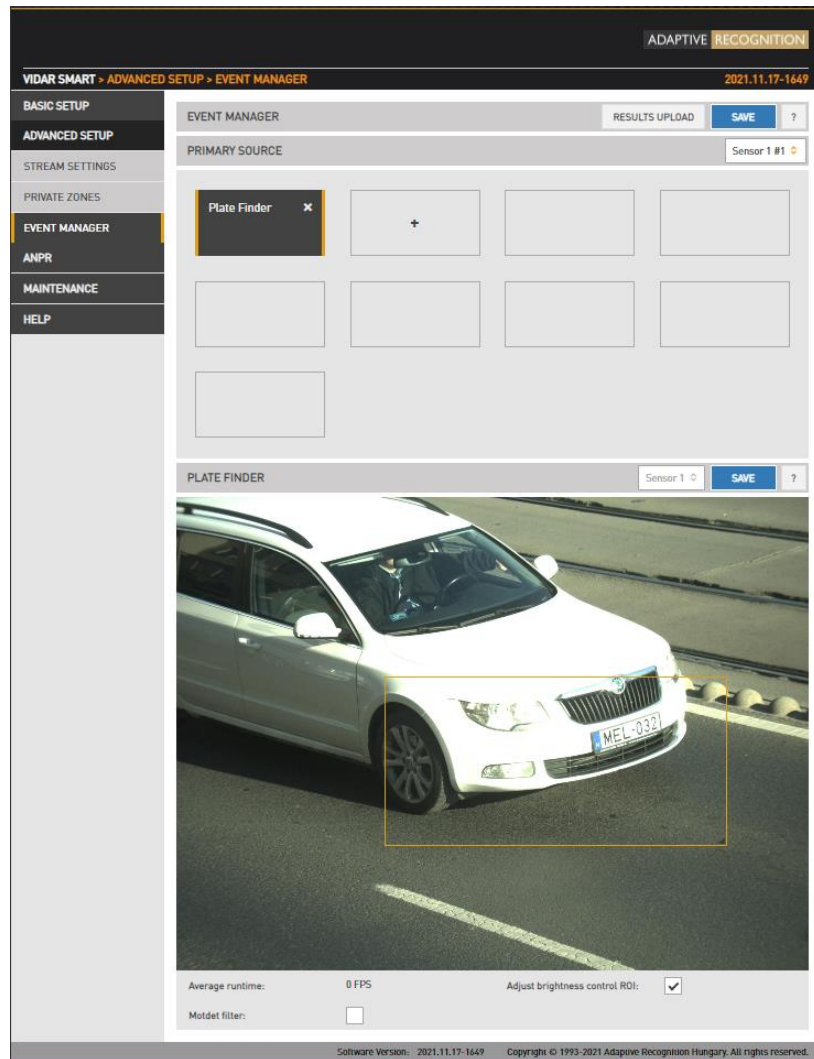 ADAPTIVE RECOGNITION
VIDAR SMART > ADVANCED SETUP > EVENT MANAGER 2021.11.17-1649
BASIC SETUP
ADVANCED SETUP
STREAM SETTINGS
PRIVATE ZONES
EVENT MANAGER
ANPR
MAINTENANCE
HELP
EVENT MANAGER RESULTS UPLOAD SAVE ?
PRIMARY SOURCE Sensor 1 #1
Plate Finder ×
+
PLATE FINDER Sensor 1 SAVE ?
MEL-032
Average runtime: 0 FPS Adjust brightness control ROI:
Motdet filter:
Software Version: 2021.11.17-1649 Copyright © 1993-2021 Adaptive Recognition Hungary. All rights reserved.